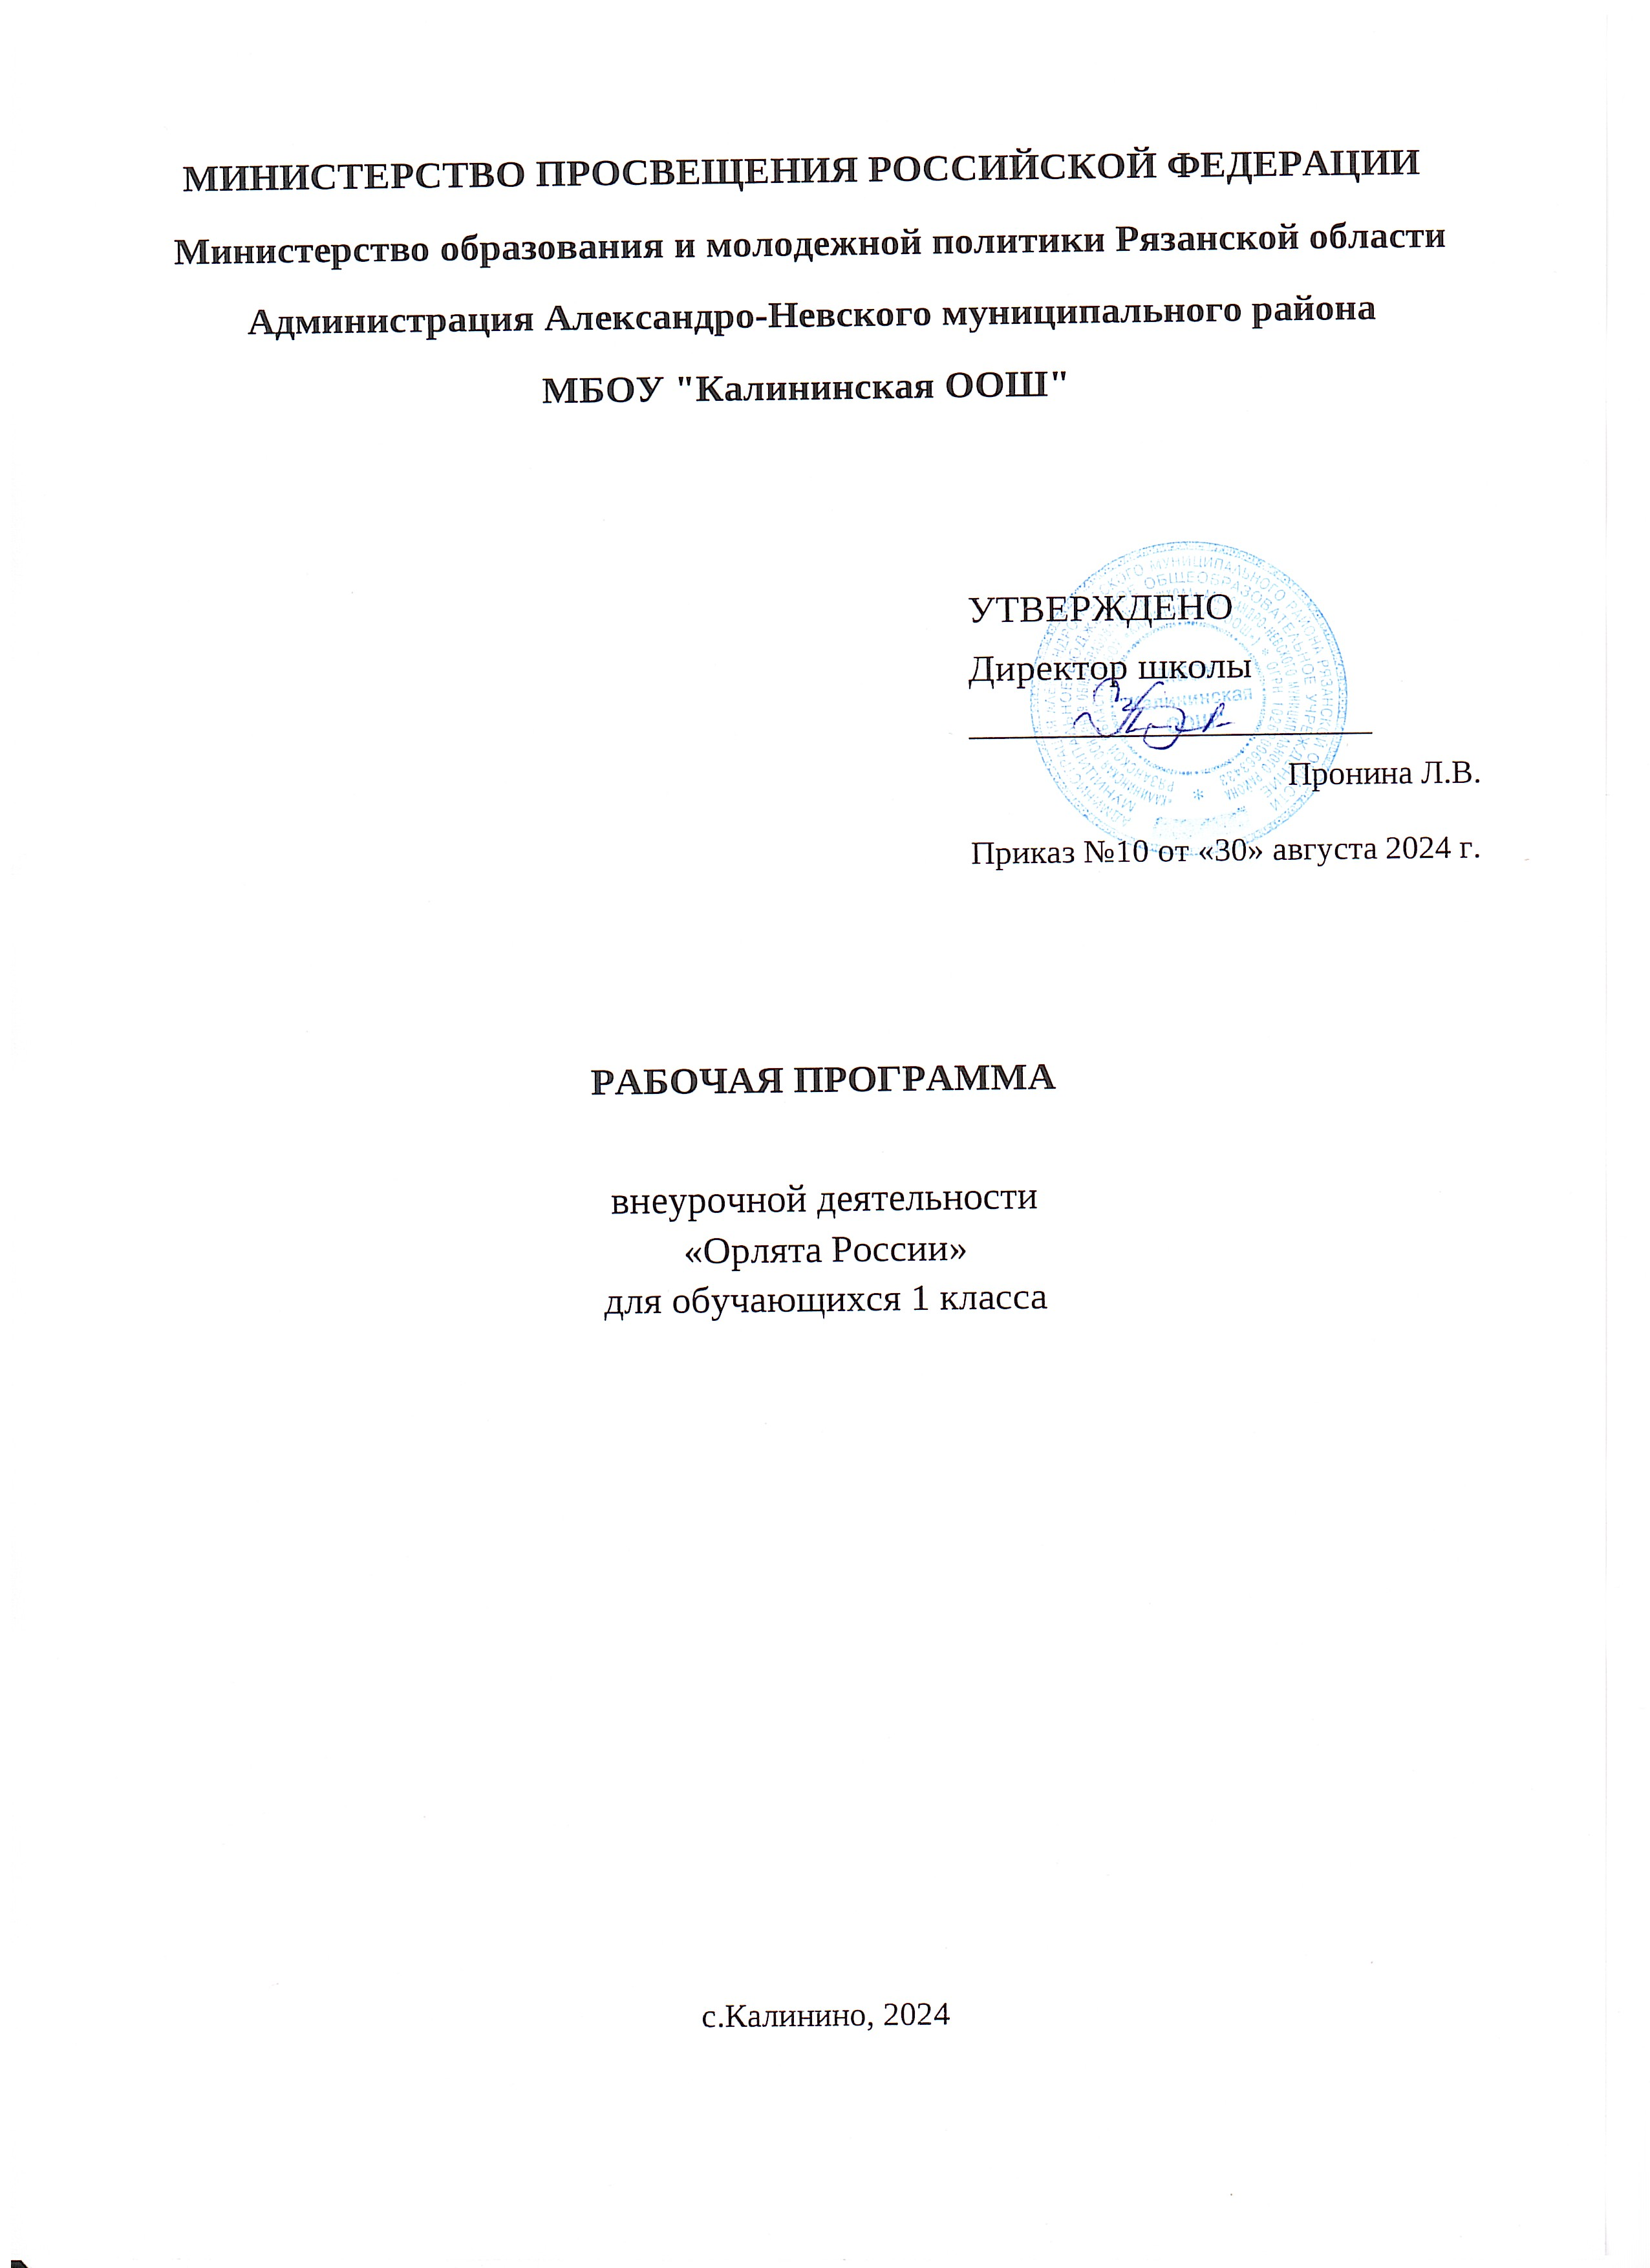 МИНИСТЕРСТВО ПРОСВЕЩЕНИЯ РОССИЙСКОЙ ФЕДЕРАЦИИ
Министерство образования и молодежной политики Рязанской области
Администрация Александро-Невского муниципального района
МБОУ "Калининская ООШ"
УТВЕРЖДЕНО
Директор школы
Пронина Л.В.
Приказ №10 от «30» августа 2024 г.
РАБОЧАЯ ПРОГРАММА
внеурочной деятельности
«Орлята России»
для обучающихся 1 класса
с.Калинино, 2024